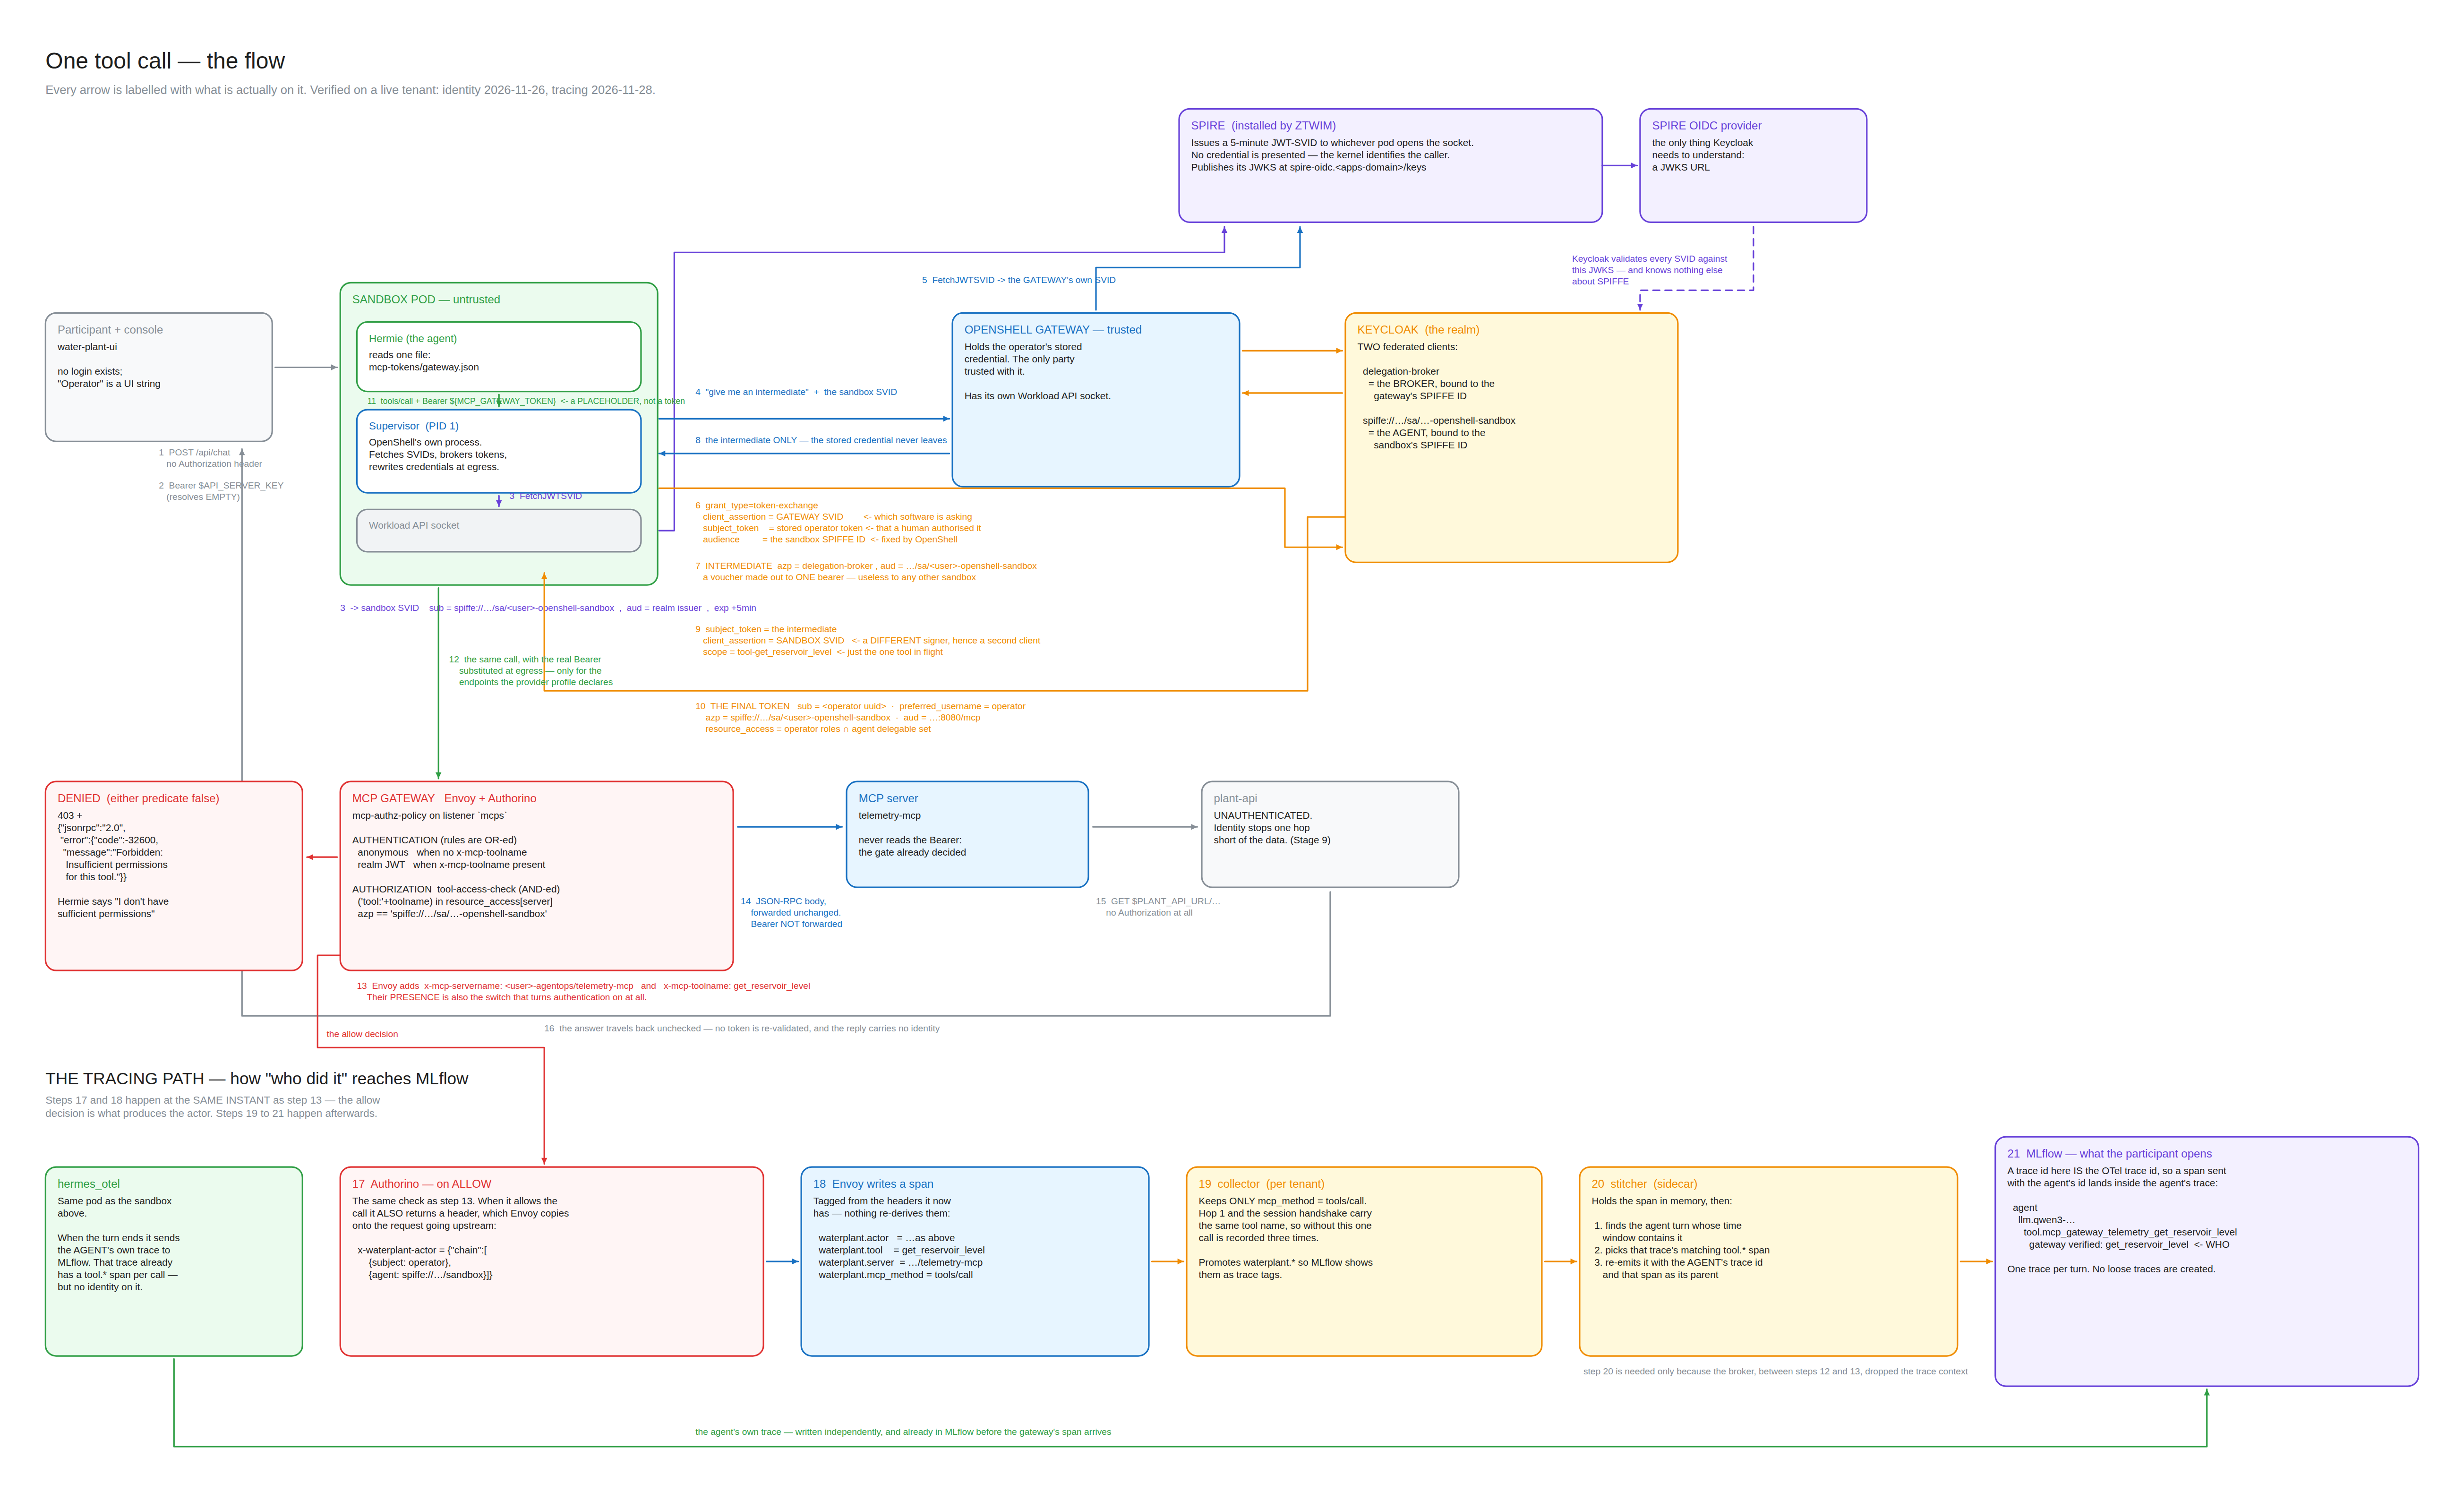 One tool call — the flow
Every arrow is labelled with what is actually on it. Verified on a live tenant: identity 2026-11-26, tracing 2026-11-28.
SPIRE  (installed by ZTWIM)
Issues a 5-minute JWT-SVID to whichever pod opens the socket.
No credential is presented — the kernel identifies the caller.
Publishes its JWKS at spire-oidc.<apps-domain>/keys
SPIRE OIDC provider
the only thing Keycloak
needs to understand:
a JWKS URL
Keycloak validates every SVID against
this JWKS — and knows nothing else
about SPIFFE
5  FetchJWTSVID -> the GATEWAY's own SVID
Participant + console
water-plant-ui
no login exists;
"Operator" is a UI string
1  POST /api/chat
no Authorization header
2  Bearer $API_SERVER_KEY
(resolves EMPTY)
SANDBOX POD — untrusted
Hermie (the agent)
reads one file:
mcp-tokens/gateway.json
11  tools/call + Bearer ${MCP_GATEWAY_TOKEN}  <- a PLACEHOLDER, not a token
Supervisor  (PID 1)
OpenShell's own process.
Fetches SVIDs, brokers tokens,
rewrites credentials at egress.
3  FetchJWTSVID
Workload API socket
4  "give me an intermediate"  +  the sandbox SVID
8  the intermediate ONLY — the stored credential never leaves
OPENSHELL GATEWAY — trusted
Holds the operator's stored
credential. The only party
trusted with it.
Has its own Workload API socket.
KEYCLOAK  (the realm)
TWO federated clients:
delegation-broker
= the BROKER, bound to the
gateway's SPIFFE ID
spiffe://…/sa/…-openshell-sandbox
= the AGENT, bound to the
sandbox's SPIFFE ID
6  grant_type=token-exchange
client_assertion = GATEWAY SVID        <- which software is asking
subject_token    = stored operator token <- that a human authorised it
audience         = the sandbox SPIFFE ID  <- fixed by OpenShell
7  INTERMEDIATE  azp = delegation-broker , aud = …/sa/<user>-openshell-sandbox
a voucher made out to ONE bearer — useless to any other sandbox
3  -> sandbox SVID    sub = spiffe://…/sa/<user>-openshell-sandbox  ,  aud = realm issuer  ,  exp +5min
9  subject_token = the intermediate
client_assertion = SANDBOX SVID   <- a DIFFERENT signer, hence a second client
scope = tool-get_reservoir_level  <- just the one tool in flight
12  the same call, with the real Bearer
substituted at egress — only for the
endpoints the provider profile declares
10  THE FINAL TOKEN   sub = <operator uuid>  ·  preferred_username = operator
azp = spiffe://…/sa/<user>-openshell-sandbox  ·  aud = …:8080/mcp
resource_access = operator roles ∩ agent delegable set
DENIED  (either predicate false)
403 +
{"jsonrpc":"2.0",
"error":{"code":-32600,
"message":"Forbidden:
Insufficient permissions
for this tool."}}
Hermie says "I don't have
sufficient permissions"
MCP GATEWAY   Envoy + Authorino
mcp-authz-policy on listener `mcps`
AUTHENTICATION (rules are OR-ed)
anonymous   when no x-mcp-toolname
realm JWT   when x-mcp-toolname present
AUTHORIZATION  tool-access-check (AND-ed)
('tool:'+toolname) in resource_access[server]
azp == 'spiffe://…/sa/…-openshell-sandbox'
MCP server
telemetry-mcp
never reads the Bearer:
the gate already decided
plant-api
UNAUTHENTICATED.
Identity stops one hop
short of the data. (Stage 9)
14  JSON-RPC body,
forwarded unchanged.
Bearer NOT forwarded
15  GET $PLANT_API_URL/…
no Authorization at all
13  Envoy adds  x-mcp-servername: <user>-agentops/telemetry-mcp   and   x-mcp-toolname: get_reservoir_level
Their PRESENCE is also the switch that turns authentication on at all.
the allow decision
16  the answer travels back unchecked — no token is re-validated, and the reply carries no identity
THE TRACING PATH — how "who did it" reaches MLflow
Steps 17 and 18 happen at the SAME INSTANT as step 13 — the allow
decision is what produces the actor. Steps 19 to 21 happen afterwards.
hermes_otel
Same pod as the sandbox
above.
When the turn ends it sends
the AGENT's own trace to
MLflow. That trace already
has a tool.* span per call —
but no identity on it.
17  Authorino — on ALLOW
The same check as step 13. When it allows the
call it ALSO returns a header, which Envoy copies
onto the request going upstream:
x-waterplant-actor = {"chain":[
{subject: operator},
{agent: spiffe://…/sandbox}]}
18  Envoy writes a span
Tagged from the headers it now
has — nothing re-derives them:
waterplant.actor   = …as above
waterplant.tool    = get_reservoir_level
waterplant.server  = …/telemetry-mcp
waterplant.mcp_method = tools/call
19  collector  (per tenant)
Keeps ONLY mcp_method = tools/call.
Hop 1 and the session handshake carry
the same tool name, so without this one
call is recorded three times.
Promotes waterplant.* so MLflow shows
them as trace tags.
20  stitcher  (sidecar)
Holds the span in memory, then:
1. finds the agent turn whose time
window contains it
2. picks that trace's matching tool.* span
3. re-emits it with the AGENT's trace id
and that span as its parent
21  MLflow — what the participant opens
A trace id here IS the OTel trace id, so a span sent
with the agent's id lands inside the agent's trace:
agent
llm.qwen3-…
tool.mcp_gateway_telemetry_get_reservoir_level
gateway verified: get_reservoir_level  <- WHO
One trace per turn. No loose traces are created.
step 20 is needed only because the broker, between steps 12 and 13, dropped the trace context
the agent's own trace — written independently, and already in MLflow before the gateway's span arrives